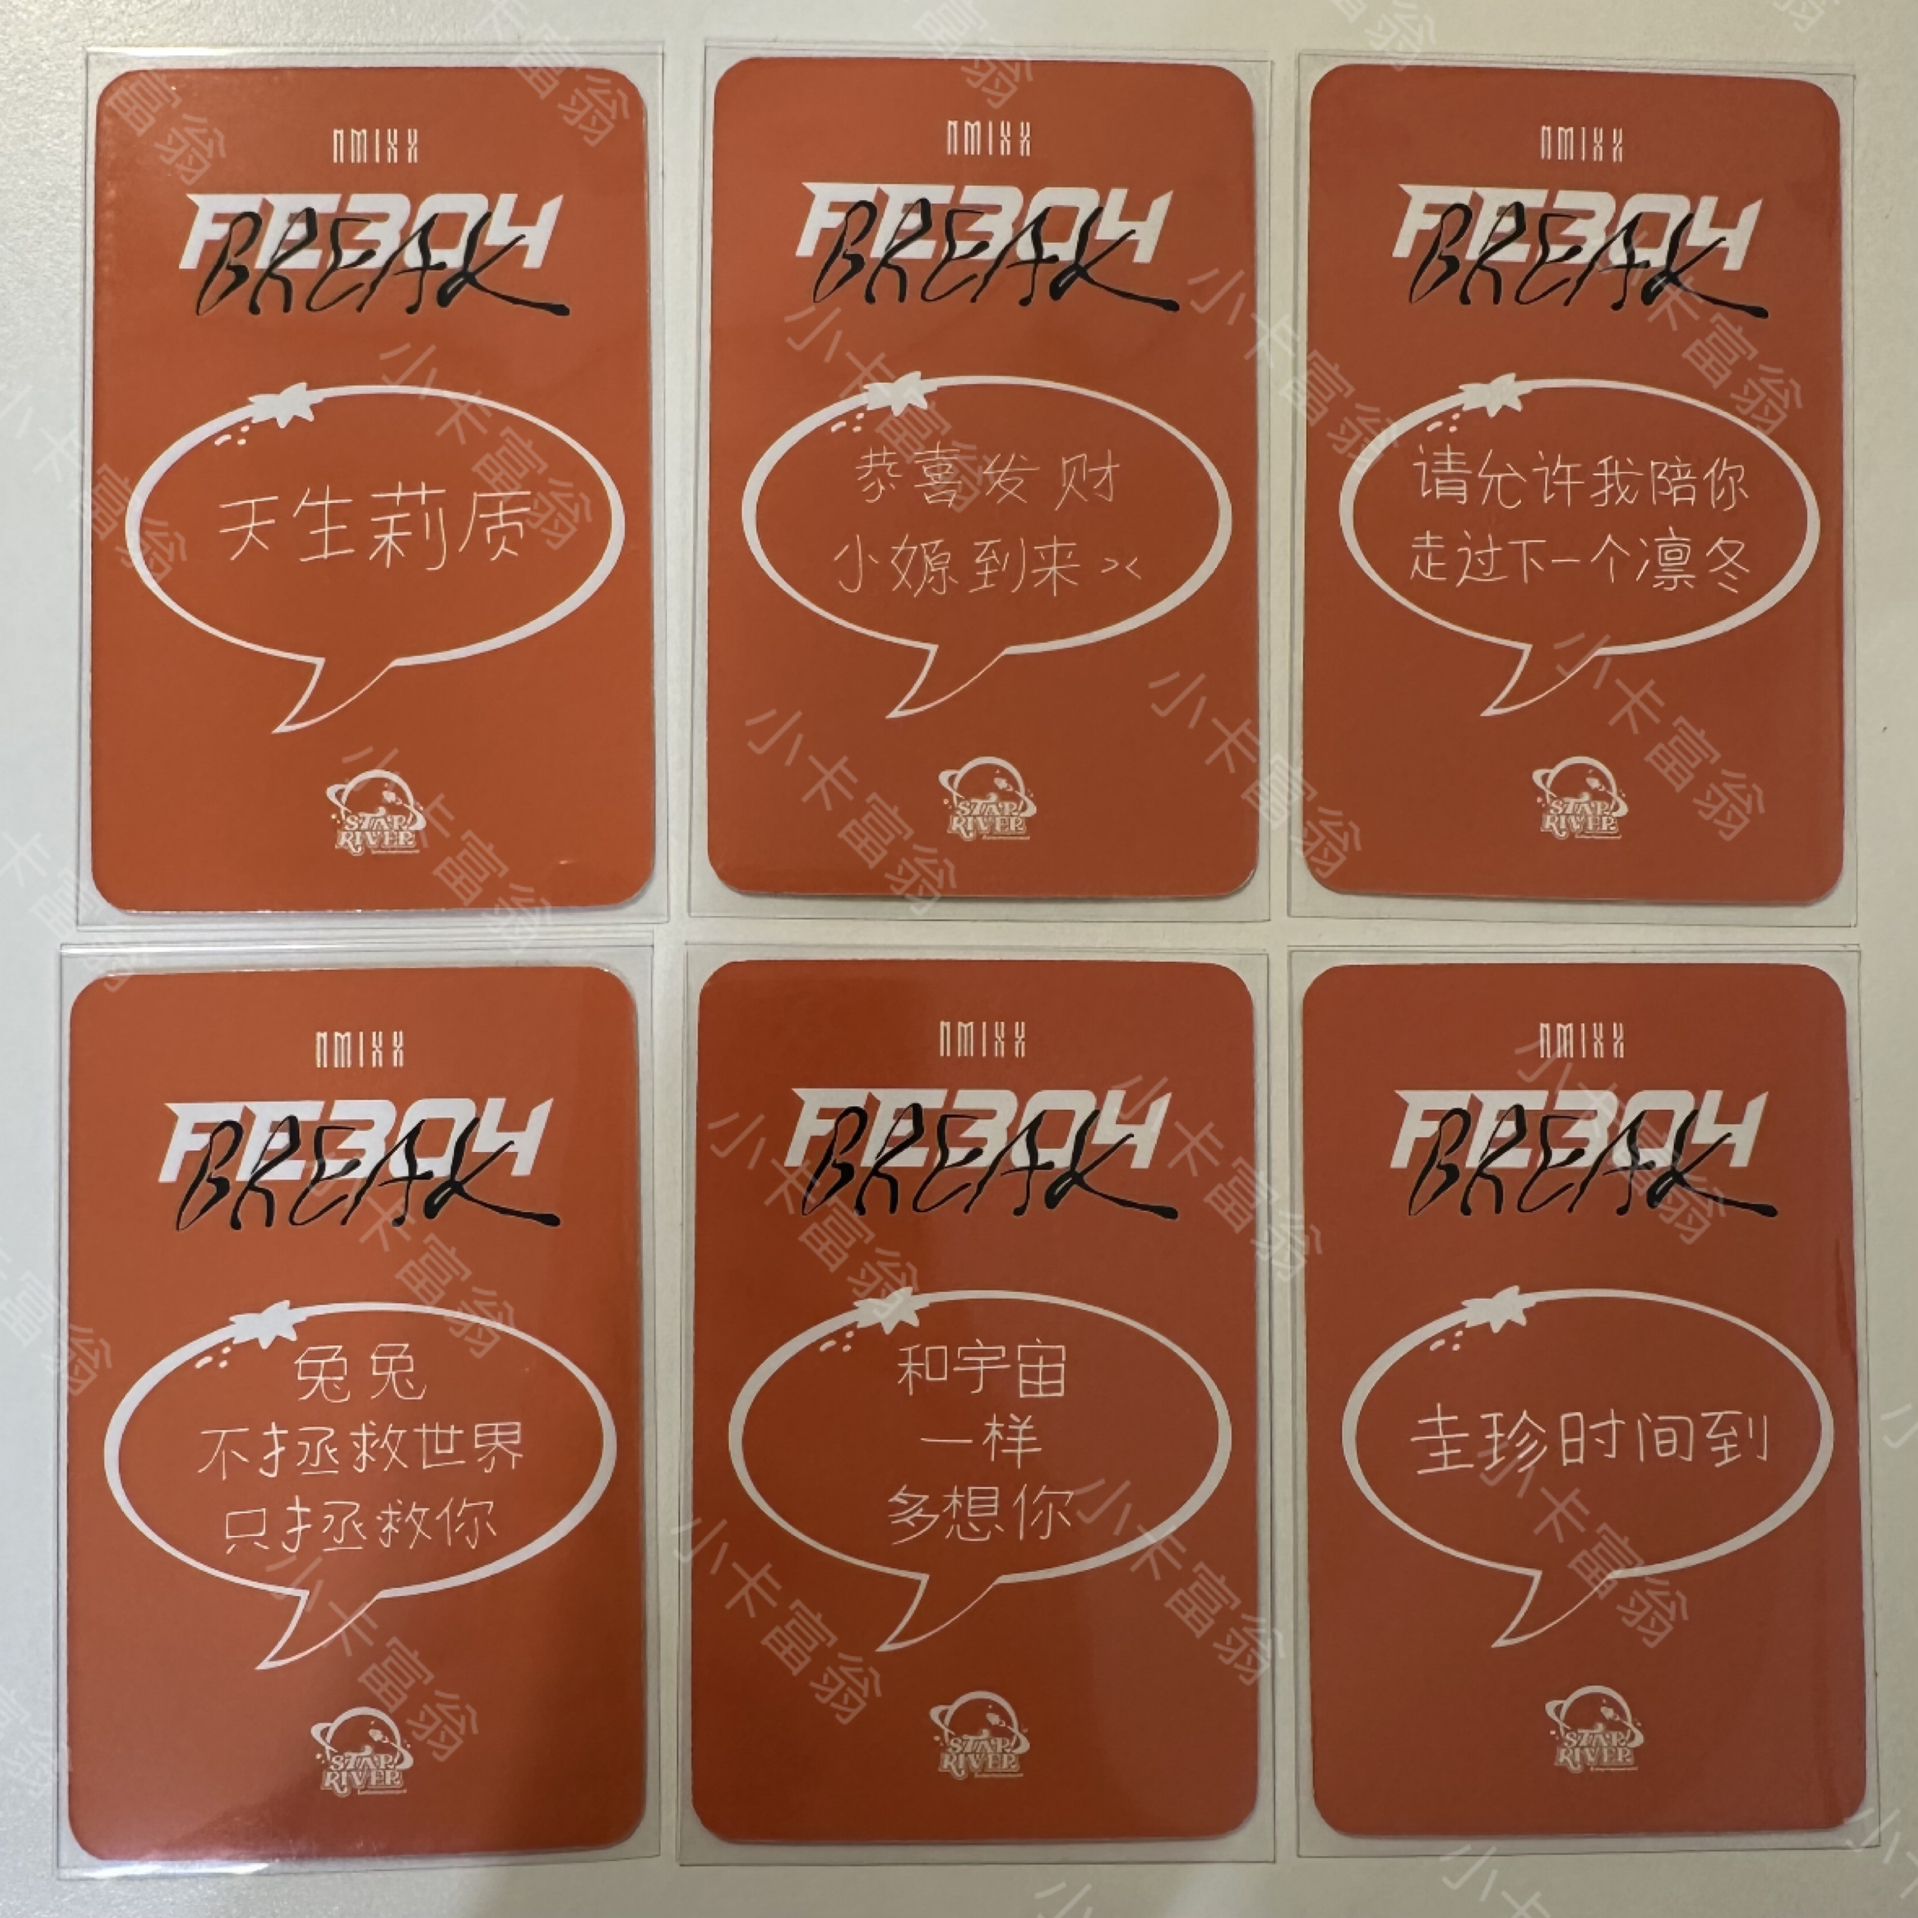 NMIXX
FE3O4
BREAK
天生莉质
STAR
RIVER
NMIXX
FE3O4
BREAK
恭喜发财
小嫄到来><
STAR
RIVER
NMIXX
FE3O4
BREAK
请允许我陪你
走过下一个凛冬
STAR
RIVER
NMIXX
FE3O4
BREAK
兔兔
不拯救世界
只拯救你
STAR
RIVER
NMIXX
FE3O4
BREAK
和宇宙
一样
多想你
STAR
RIVER
NMIXX
FE3O4
BREAK
圭珍时间到
STAR
RIVER
小卡富翁